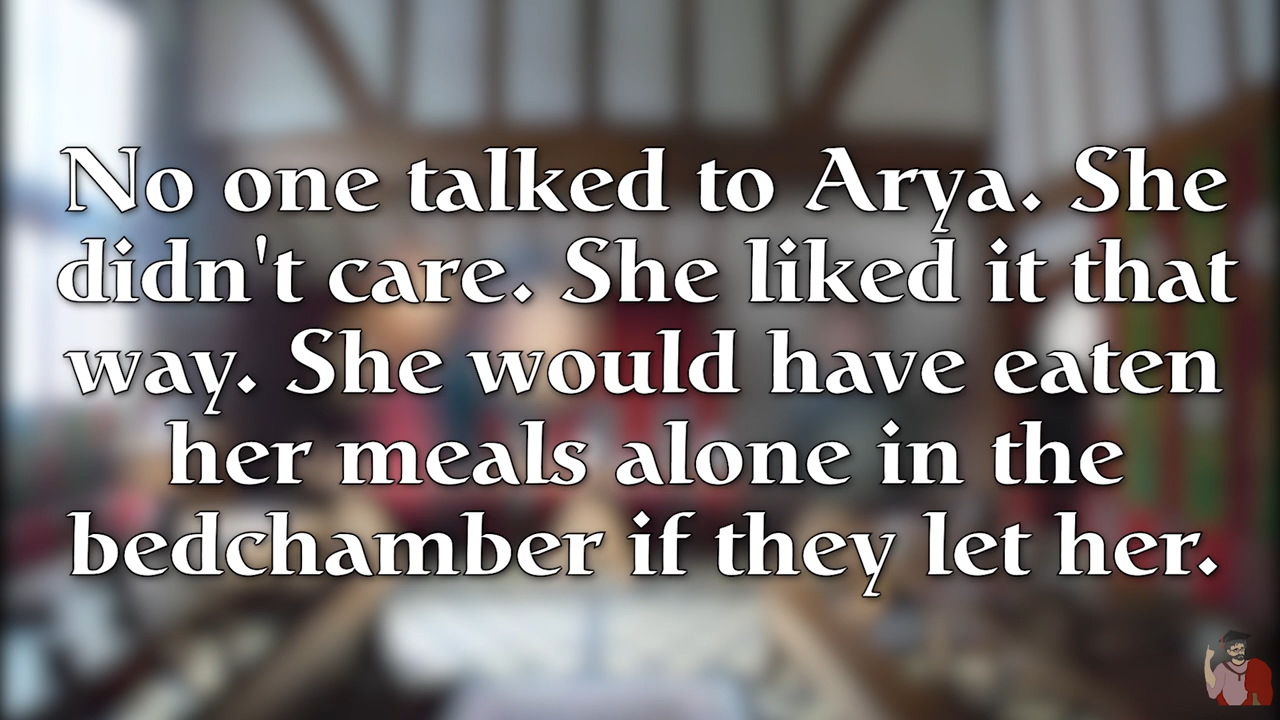 No one talked to Arya. She
didn't care. She liked it that
way. She would have eaten
her meals alone in the
bedchamber if they let her.